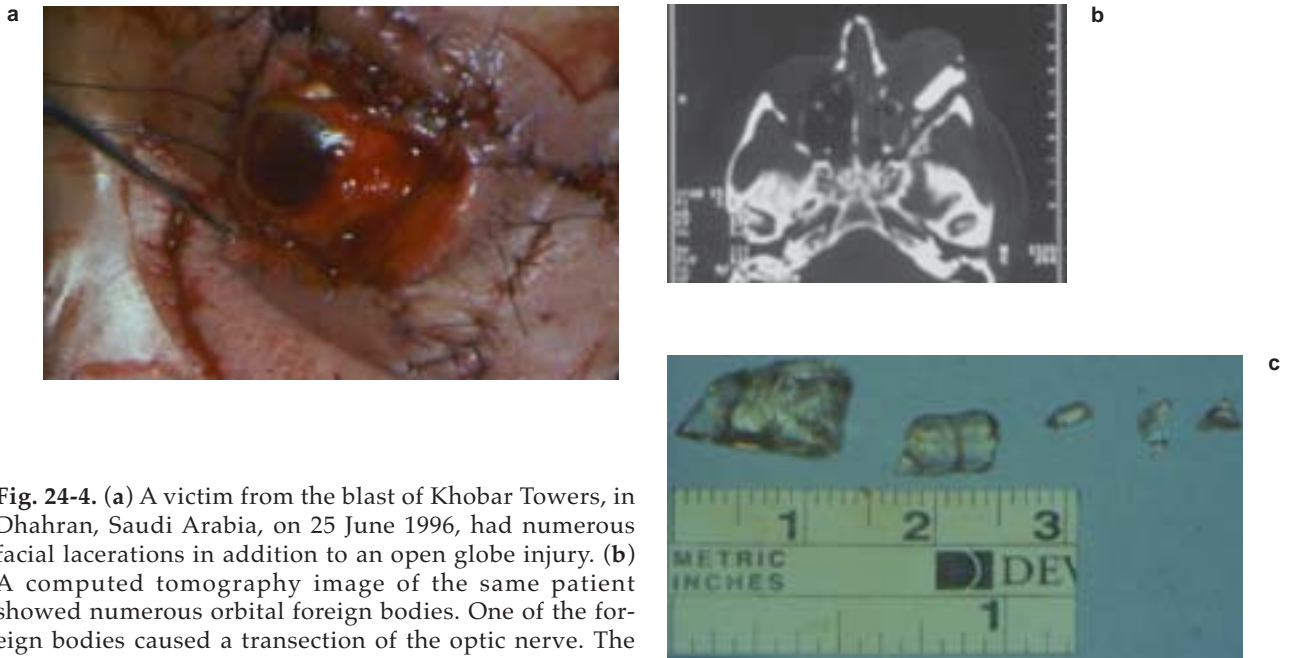 a
b
c
Fig. 24-4. (a) A victim from the blast of Khobar Towers, in
Dhahran, Saudi Arabia, on 25 June 1996, had numerous
facial lacerations in addition to an open globe injury. (b)
A computed tomography image of the same patient
showed numerous orbital foreign bodies. One of the for-
eign bodies caused a transection of the optic nerve. The
1 2 3
METRIC
INCHES
DEV
1